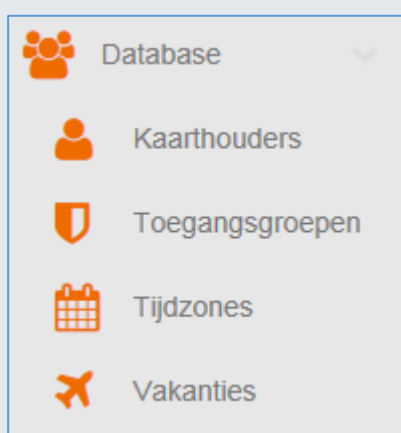 Database
Kaarthouders
Toegangsgroepen
Tijdzones
Vakanties